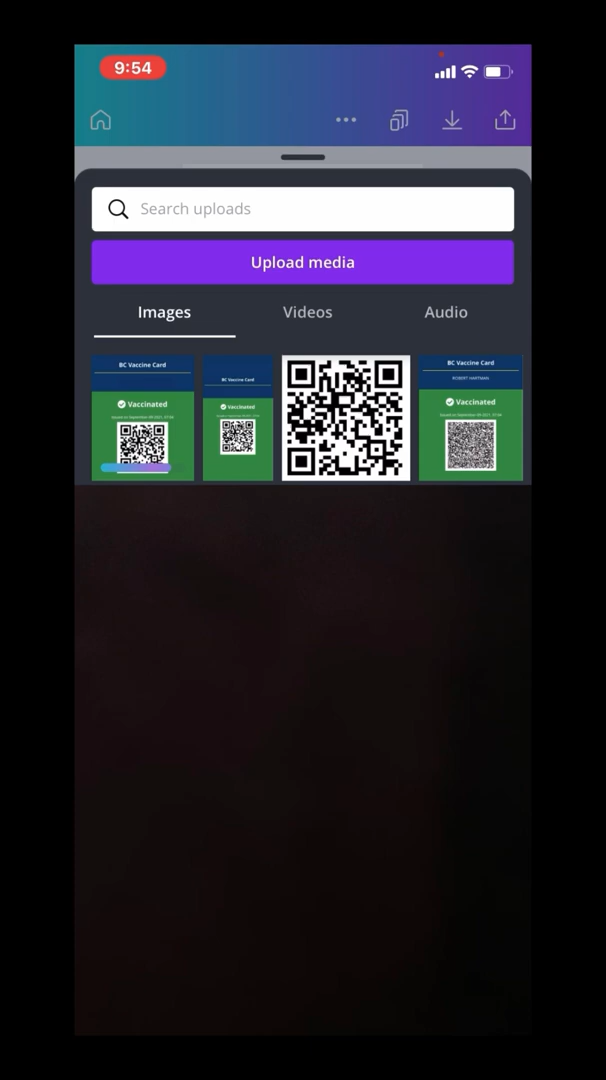 9:54
Search uploads
Upload media
Images Videos Audio
BC Vaccine Card
Vaccinated
BC Vaccine Card
Vaccinated
BC Vaccine Card
ROBERT HARTMAN
Vaccinated